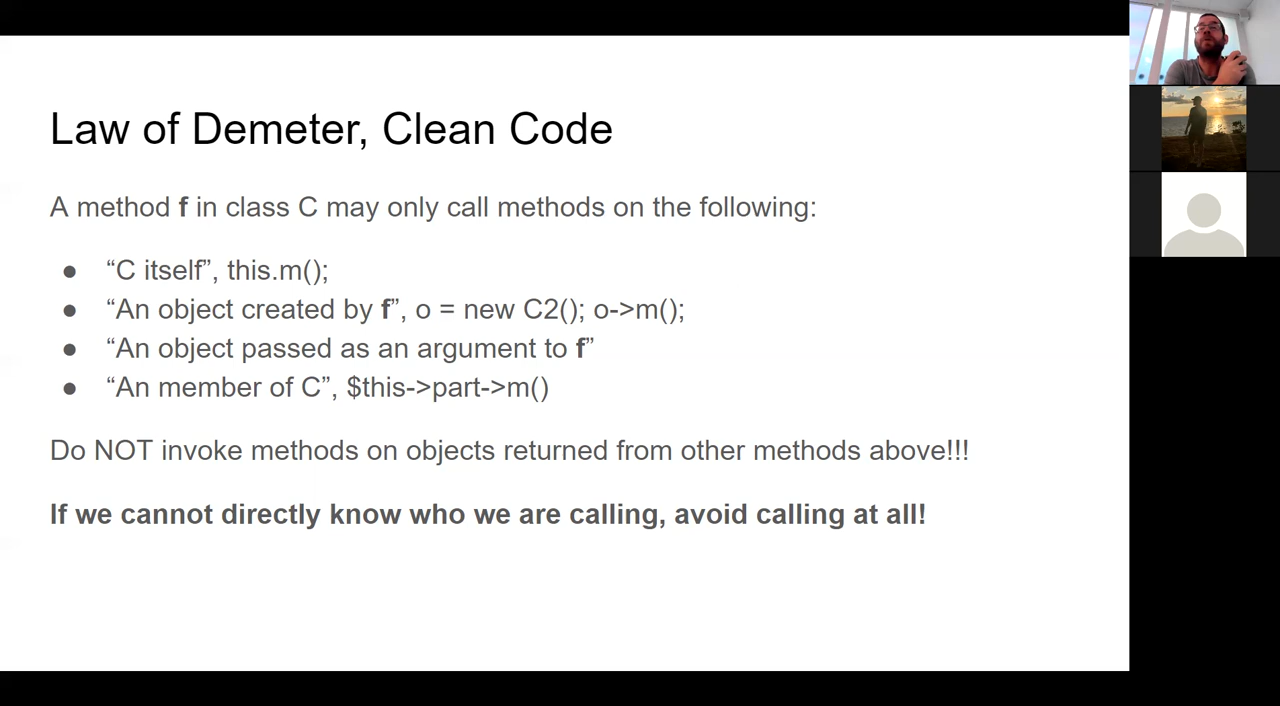 Law of Demeter, Clean Code
A method f in class C may only call methods on the following:
● “C itself”, this.m();
● “An object created by f”, o = new C2(); o->m();
● “An object passed as an argument to f”
● “An member of C”, $this->part->m()
Do NOT invoke methods on objects returned from other methods above!!!
If we cannot directly know who we are calling, avoid calling at all!